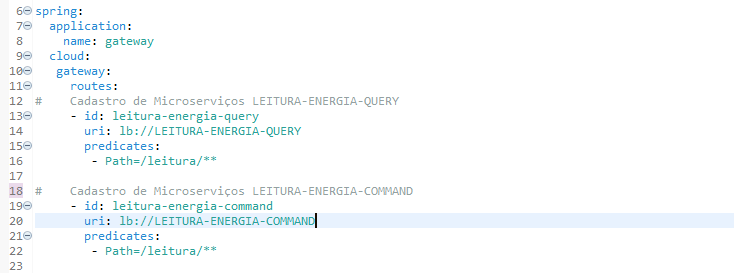 6 spring:
7   application:
8     name: gateway
9   cloud:
10    gateway:
11      routes:
12 #    Cadastro de Microserviços LEITURA-ENERGIA-QUERY
13      - id: leitura-energia-query
14        uri: lb://LEITURA-ENERGIA-QUERY
15        predicates:
16         - Path=/leitura/**
17
18 #    Cadastro de Microserviços LEITURA-ENERGIA-COMMAND
19      - id: leitura-energia-command
20        uri: lb://LEITURA-ENERGIA-COMMAND
21        predicates:
22         - Path=/leitura/**
23